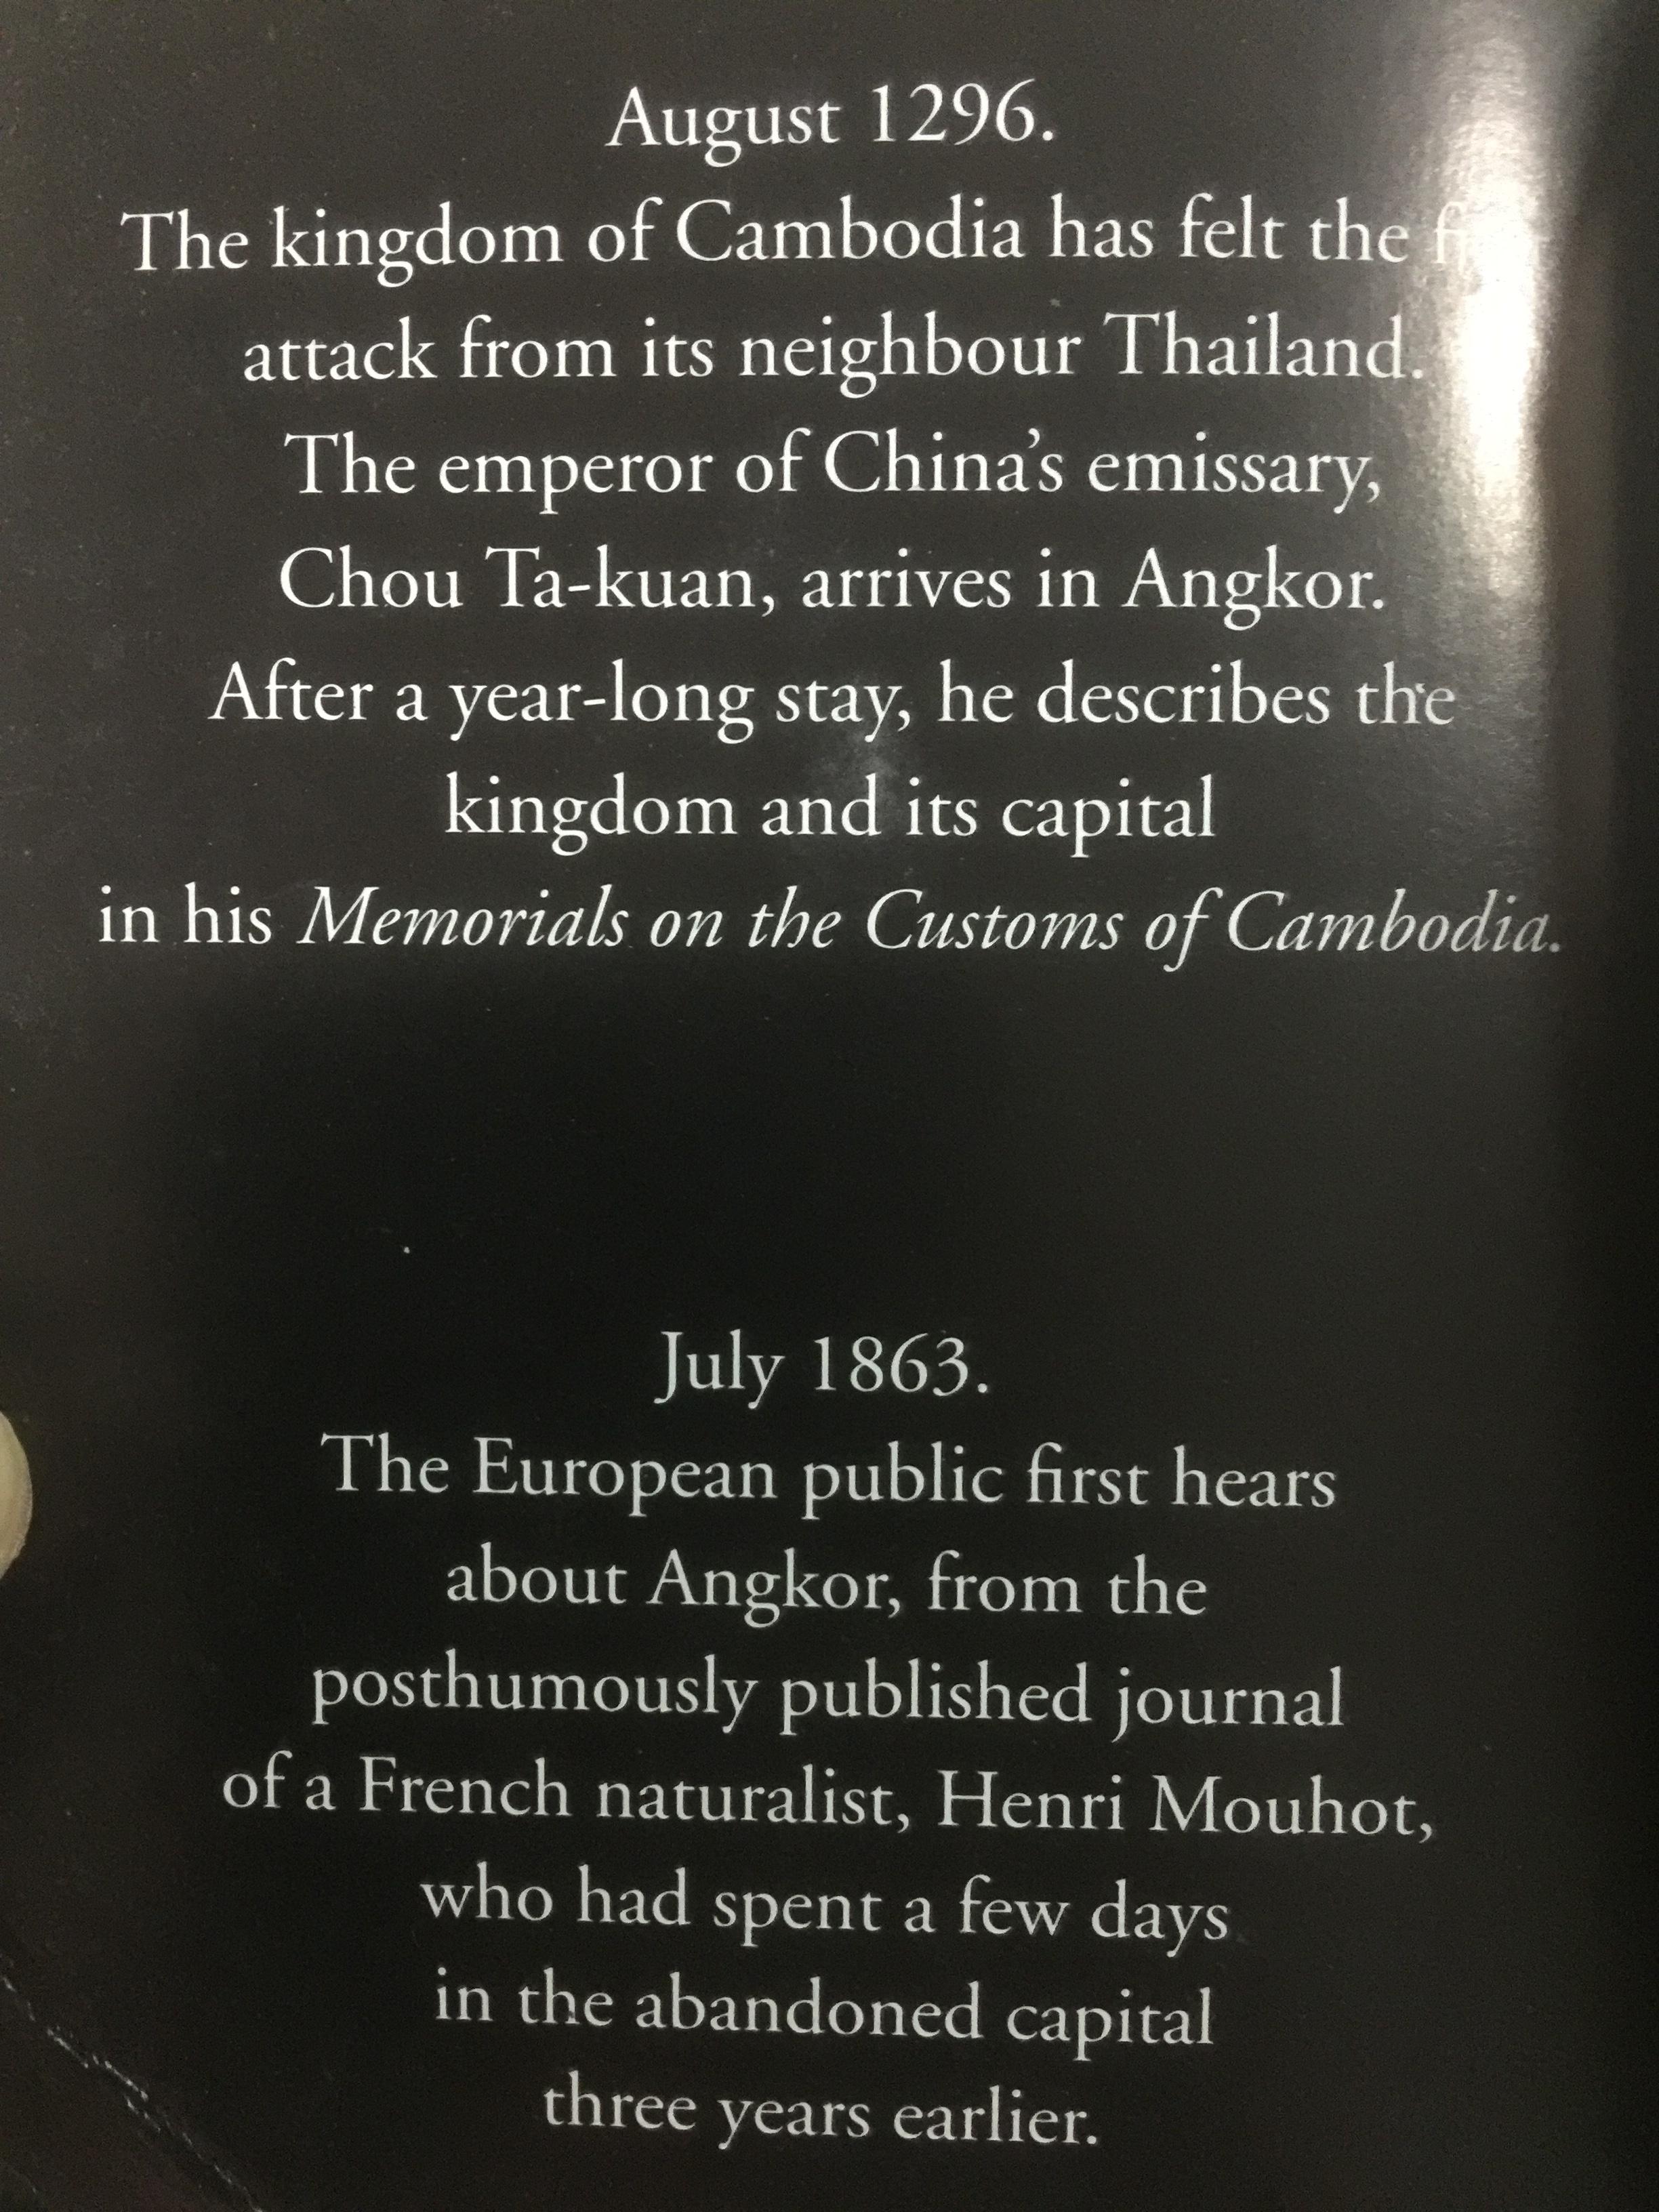 August 1296.
The kingdom of Cambodia has felt the
attack from its neighbour Thailand.
The emperor of China's emissary,
Chou Ta-kuan, arrives in Angkor.
After a year-long stay, he describes the
kingdom and its capital
in his Memorials on the Customs of Cambodia.
July 1863.
The European public first hears
about Angkor, from the
posthumously published journal
of a French naturalist, Henri Mouhot,
who had spent a few days
in the abandoned capital
three years earlier.